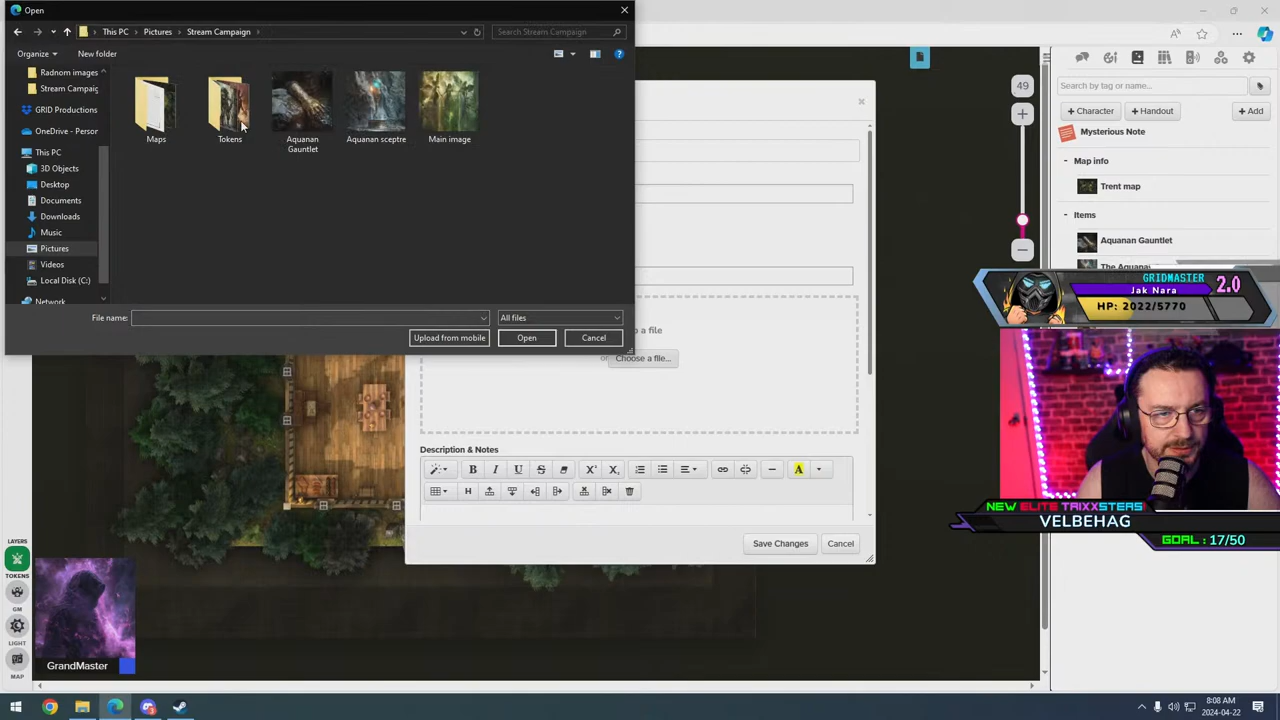 Open
This PC
Pictures
Stream Campaign
Search Stream Campaign
Organize
New folder
Radnom images
Stream Campaig
GRID Productions
OneDrive - Person
This PC
3D Objects
Desktop
Documents
Downloads
Music
Pictures
Videos
Local Disk (C:)
Network
Maps
Tokens
Aquanan
Gauntlet
Aquanan sceptre
Main image
File name:
All files
Upload from mobile
Open
Cancel
a file
or
Choose a file...
Description & Notes
B I U S X X
A
H
Save Changes
Cancel
49
Search by tag or name...
+ Character
+ Handout
+ Add
Mysterious Note
- Map info
Trent map
- Items
Aquanan Gauntlet
GRIDMASTER
2.0
Jak Nara
HP: 2022/5770
NEW ELITE TRIXXSTERS!
VELBEHAG
GOAL : 17/50
LAYERS
TOKENS
GM
LIGHT
MAP
GrandMaster
8:08 AM
2024-04-22